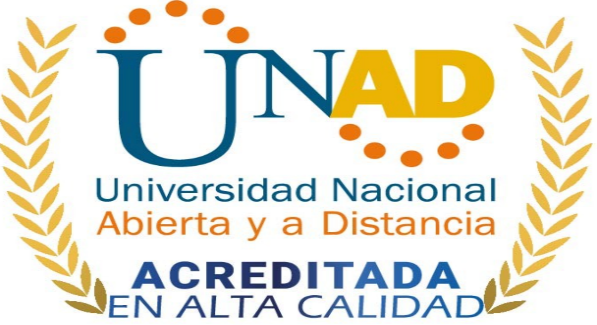 UNAD
Universidad Nacional
Abierta y a Distancia
ACREDITADA
EN ALTA CALIDAD